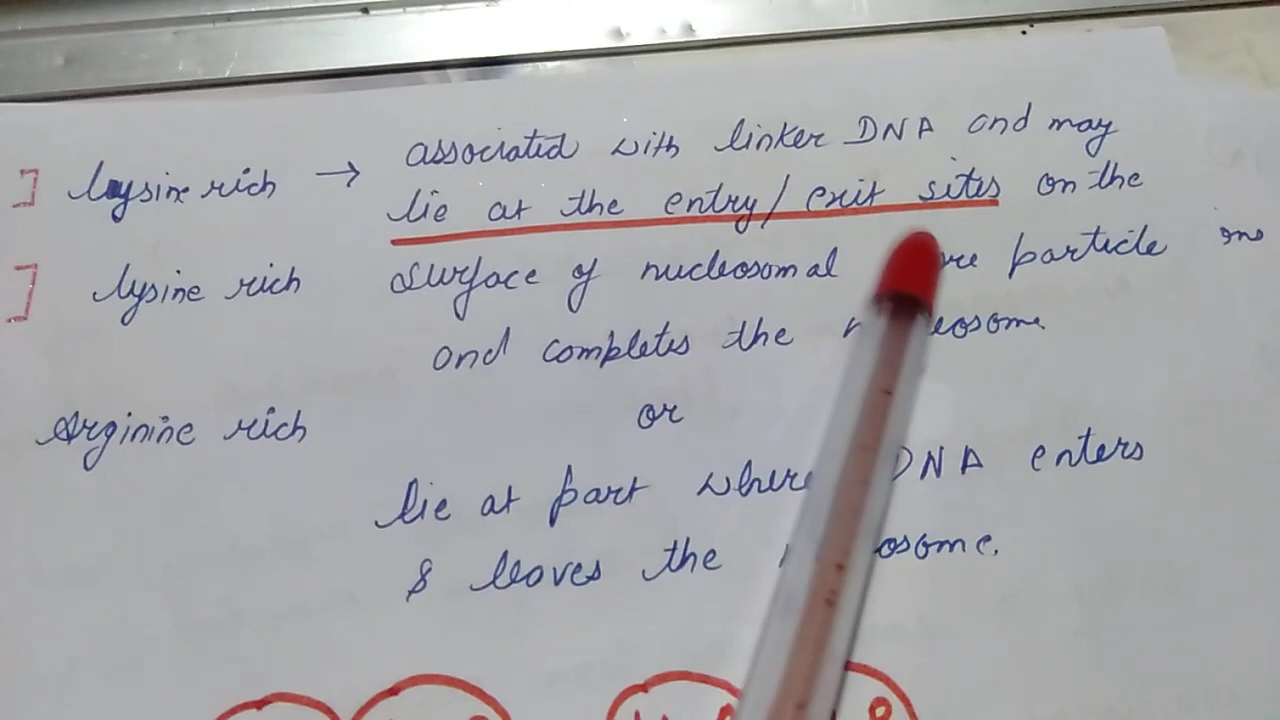 ] lysine rich → associated with linker DNA and may
lie at the entry/exit sites on the
] lysine rich surface of nucleosomal particle
and completes the
Arginine rich or
lie at part where DNA enters
& leaves the